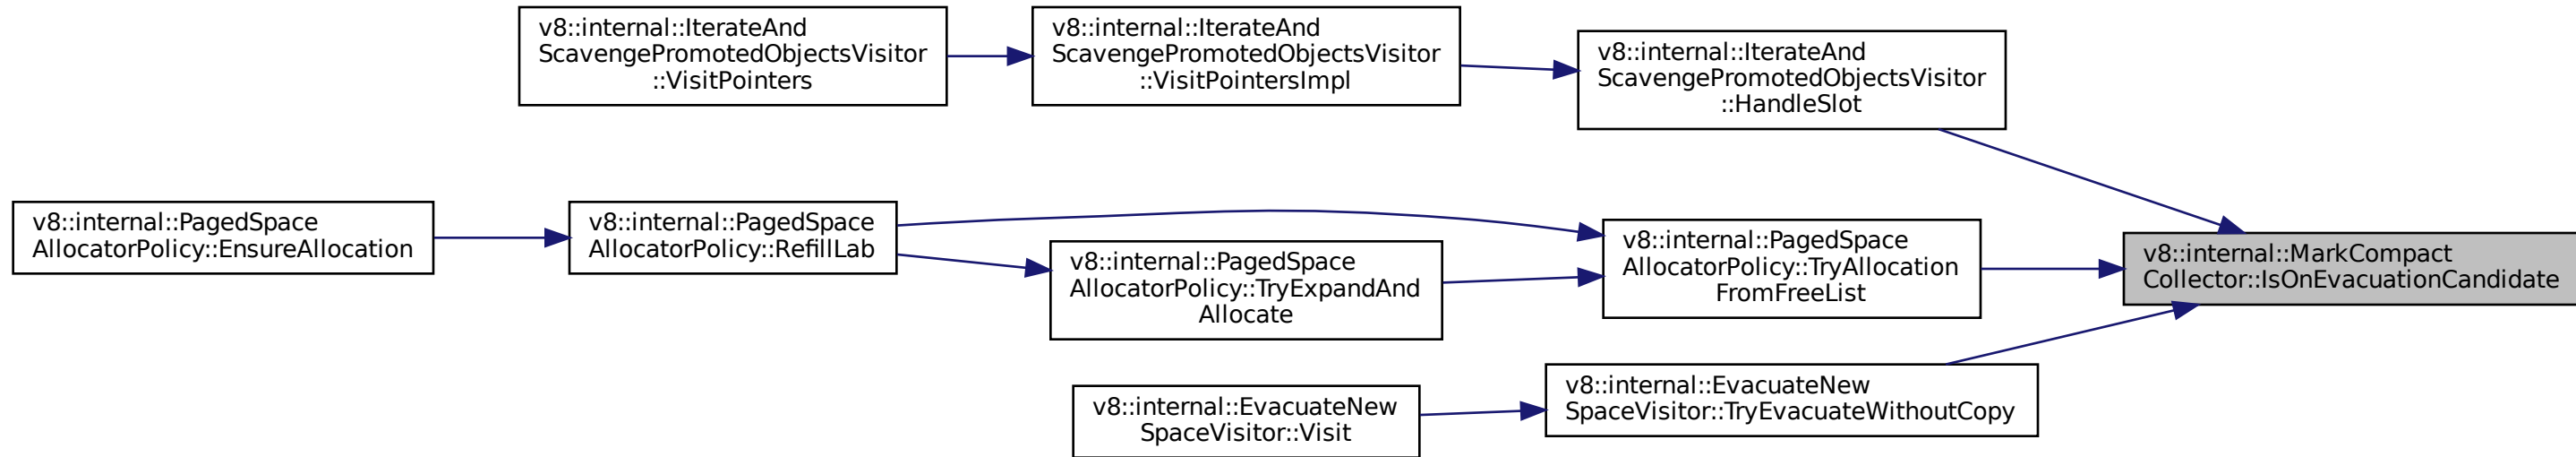 v8::internal::IterateAnd
ScavengePromotedObjectsVisitor
::VisitPointers
v8::internal::IterateAnd
ScavengePromotedObjectsVisitor
::VisitPointersImpl
v8::internal::IterateAnd
ScavengePromotedObjectsVisitor
::HandleSlot
v8::internal::PagedSpace
AllocatorPolicy::EnsureAllocation
v8::internal::PagedSpace
AllocatorPolicy::RefillLab
v8::internal::PagedSpace
AllocatorPolicy::TryExpandAnd
Allocate
v8::internal::PagedSpace
AllocatorPolicy::TryAllocation
FromFreeList
v8::internal::MarkCompact
Collector::IsOnEvacuationCandidate
v8::internal::EvacuateNew
SpaceVisitor::Visit
v8::internal::EvacuateNew
SpaceVisitor::TryEvacuateWithoutCopy